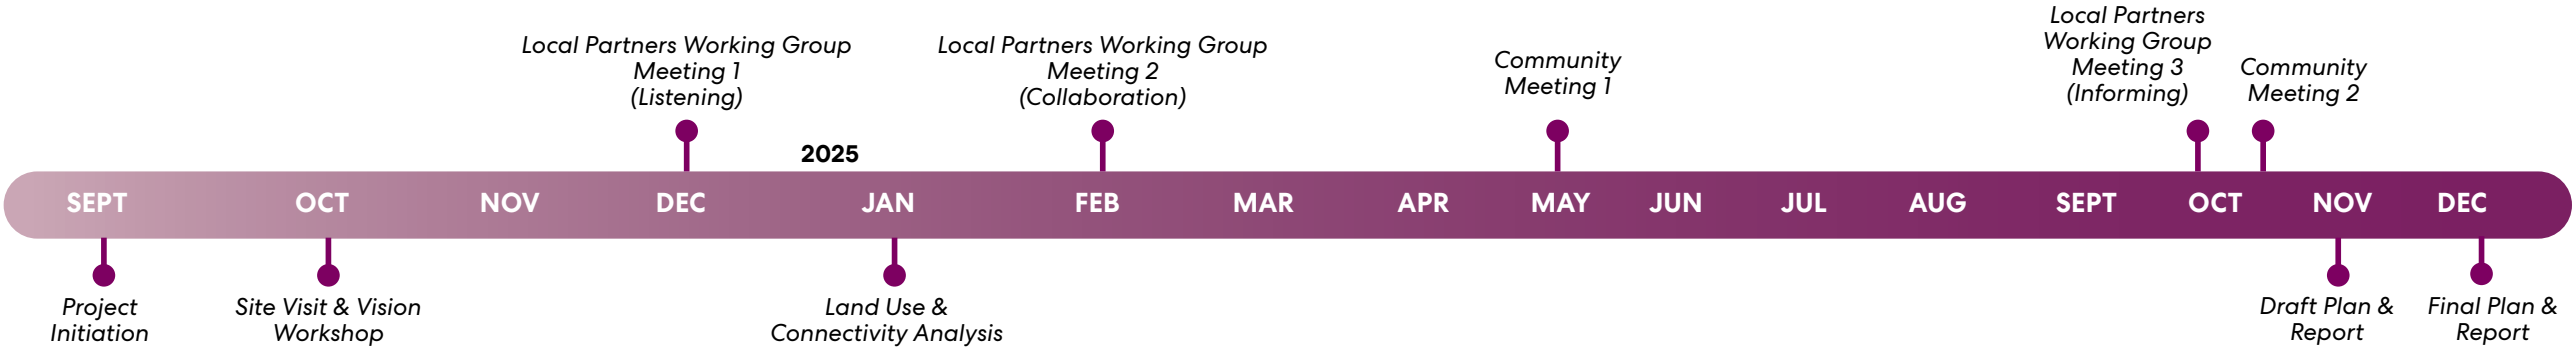 Local Partners Working Group
Meeting 1
(Listening)
Local Partners Working Group
Meeting 2
(Collaboration)
Community
Meeting 1
Local Partners
Working Group
Meeting 3
(Informing)
Community
Meeting 2
2025
SEPT OCT NOV DEC JAN FEB MAR APR MAY JUN JUL AUG SEPT OCT NOV DEC
Project
Initiation
Site Visit & Vision
Workshop
Land Use &
Connectivity Analysis
Draft Plan &
Report
Final Plan &
Report